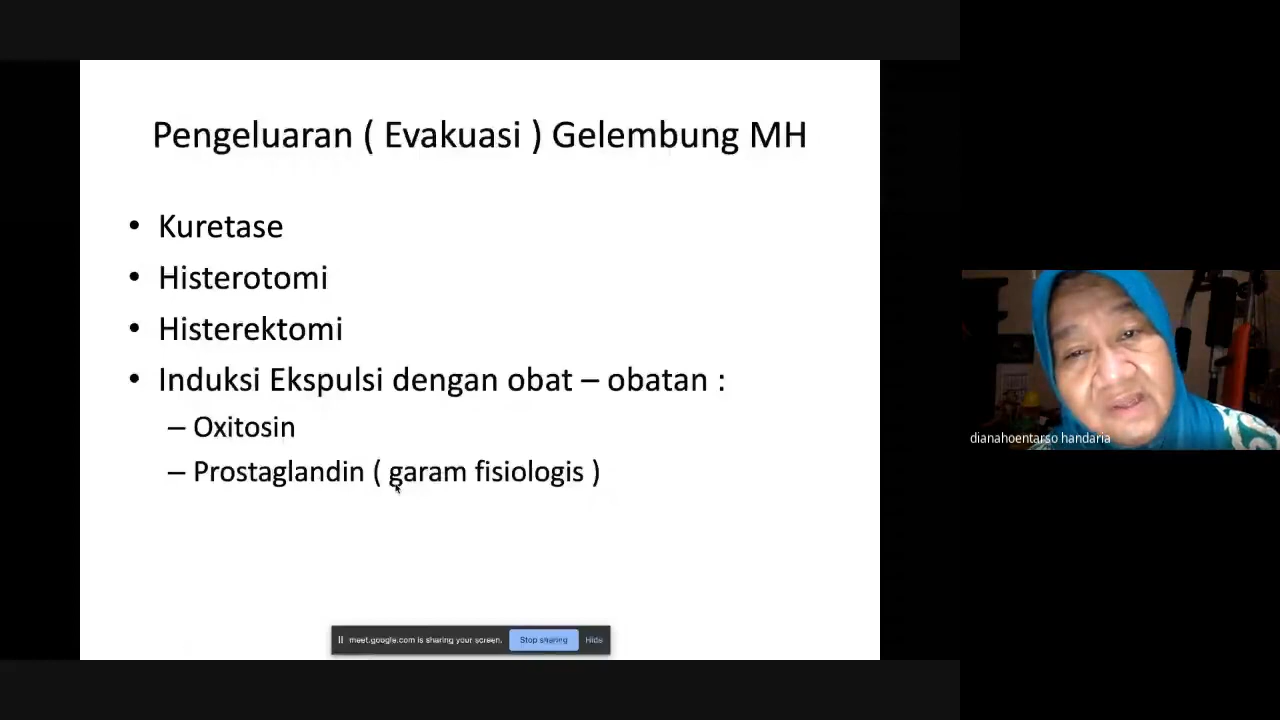 Pengeluaran ( Evakuasi ) Gelembung MH
• Kuretase
• Histerotomi
• Histerektomi
• Induksi Ekspulsi dengan obat – obatan :
– Oxitosin
– Prostaglandin ( garam fisiologis )
dianahoentarso handaria
meet.google.com is sharing your screen. Stop sharing Hide